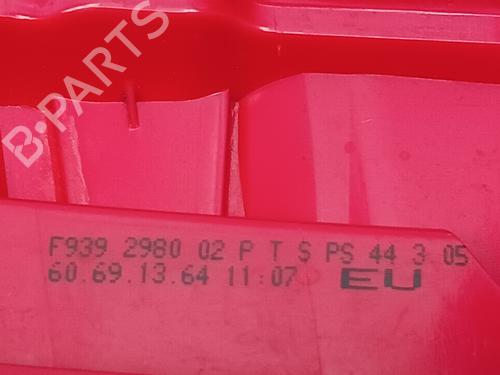 B-PARTS
F939 2980 02 P T S PS 44 3 05
60.69.13.64 11:07 EU